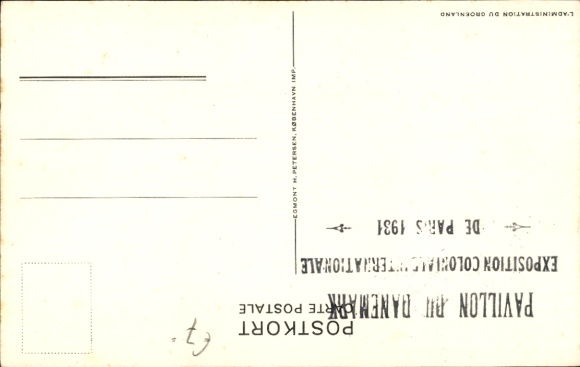 POSTKORT
CARTE POSTALE
PAVILLON DU DANEMARK
EXPOSITION COLONIALE INTERNATIONALE
DE PARIS 1931
EGMONT H. PETERSEN, KØBENHAVN IMP.
L'ADMINISTRATION DU GROENLAND